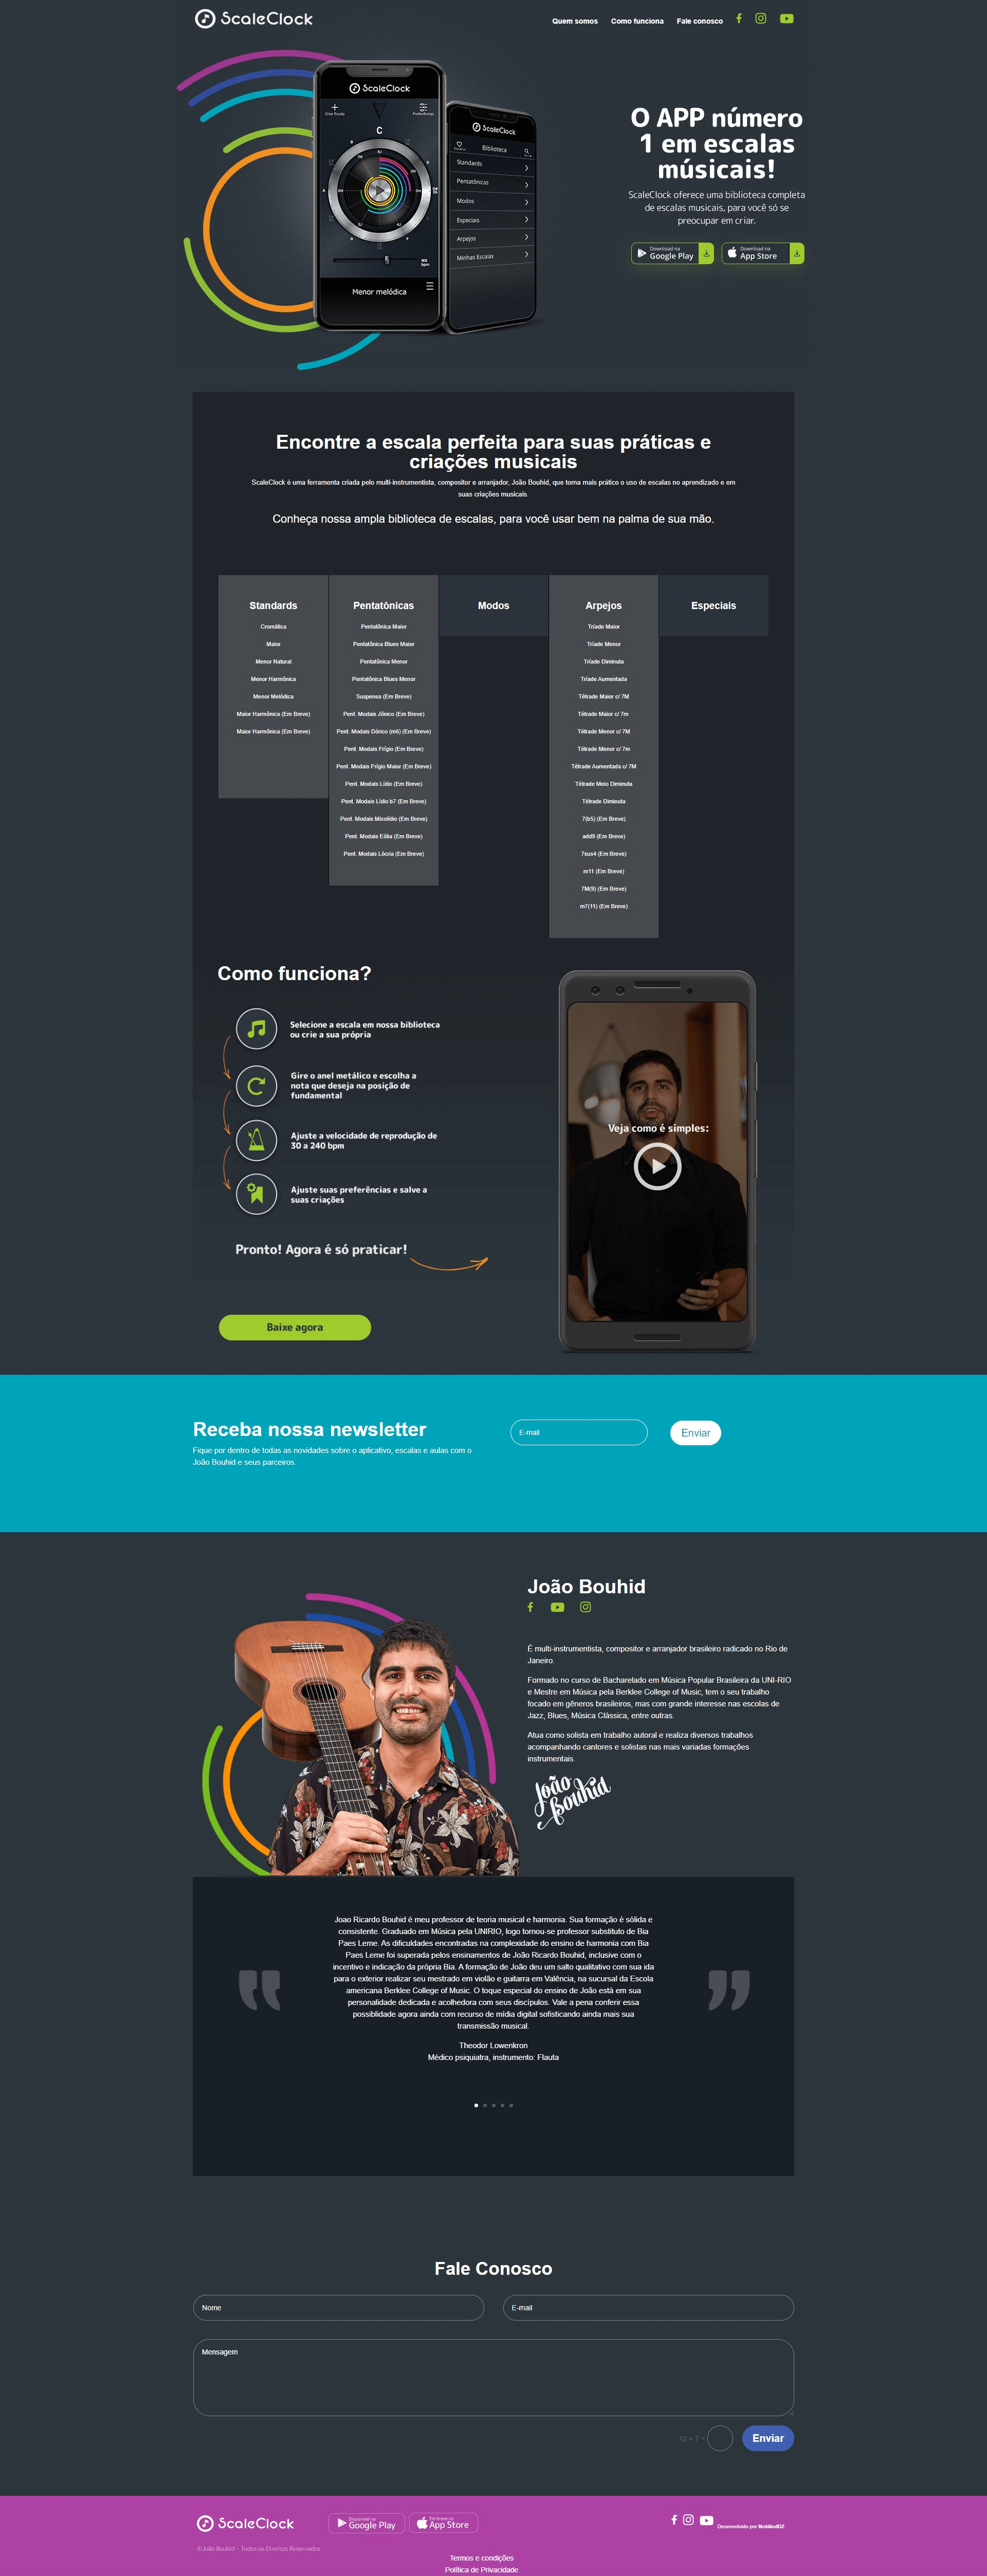 ScaleClock
Quem somos
Como funciona
Fale conosco
ScaleClock
Criar Escala
Preferências
C
Menor melódica
ScaleClock
Biblioteca
Standards
Pentatônicas
Modos
Especiais
Arpejos
Minhas Escalas
O APP número
1 em escalas
músicais!
ScaleClock oferece uma biblioteca completa
de escalas musicais, para você só se
preocupar em criar.
Download na
Google Play
Download na
App Store
Encontre a escala perfeita para suas práticas e
criações musicais
ScaleClock é uma ferramenta criada pelo multi-instrumentista, compositor e arranjador, João Bouhid, que torna mais prático o uso de escalas no aprendizado e em
suas criações musicais.
Conheça nossa ampla biblioteca de escalas, para você usar bem na palma de sua mão.
Standards
Cromática
Maior
Menor Natural
Menor Harmônica
Menor Melódica
Maior Harmônica (Em Breve)
Maior Harmônica (Em Breve)
Pentatônicas
Pentatônica Maior
Pentatônica Blues Maior
Pentatônica Menor
Pentatônica Blues Menor
Suspensa (Em Breve)
Pent. Modais Jônico (Em Breve)
Pent. Modais Dórico (m6) (Em Breve)
Pent. Modais Frígio (Em Breve)
Pent. Modais Frígio Maior (Em Breve)
Pent. Modais Lídio (Em Breve)
Pent. Modais Lídio b7 (Em Breve)
Pent. Modais Mixolídio (Em Breve)
Pent. Modais Eólia (Em Breve)
Pent. Modais Lócria (Em Breve)
Modos
Arpejos
Tríade Maior
Tríade Menor
Tríade Diminuta
Tríade Aumentada
Tétrade Maior c/ 7M
Tétrade Maior c/ 7m
Tétrade Menor c/ 7M
Tétrade Menor c/ 7m
Tétrade Aumentada c/ 7M
Tétrade Meio Diminuta
Tétrade Diminuta
7(b5) (Em Breve)
add9 (Em Breve)
7sus4 (Em Breve)
m11 (Em Breve)
7M(9) (Em Breve)
m7(11) (Em Breve)
Especiais
Como funciona?
Selecione a escala em nossa biblioteca
ou crie a sua própria
Gire o anel metálico e escolha a
nota que deseja na posição de
fundamental
Ajuste a velocidade de reprodução de
30 a 240 bpm
Ajuste suas preferências e salve a
suas criações
Pronto! Agora é só praticar!
Baixe agora
Veja como é simples:
Receba nossa newsletter
Fique por dentro de todas as novidades sobre o aplicativo, escalas e aulas com o
João Bouhid e seus parceiros.
E-mail
Enviar
João Bouhid
É multi-instrumentista, compositor e arranjador brasileiro radicado no Rio de
Janeiro.
Formado no curso de Bacharelado em Música Popular Brasileira da UNI-RIO
e Mestre em Música pela Berklee College of Music, tem o seu trabalho
focado em gêneros brasileiros, mas com grande interesse nas escolas de
Jazz, Blues, Música Clássica, entre outras.
Atua como solista em trabalho autoral e realiza diversos trabalhos
acompanhando cantores e solistas nas mais variadas formações
instrumentais.
João
Bouhid
Joao Ricardo Bouhid é meu professor de teoria musical e harmonia. Sua formação é sólida e
consistente. Graduado em Música pela UNIRIO, logo tornou-se professor substituto de Bia
Paes Leme. As dificuldades encontradas na complexidade do ensino de harmonia com Bia
Paes Leme foi superada pelos ensinamentos de João Ricardo Bouhid, inclusive com o
incentivo e indicação da própria Bia. A formação de João deu um salto qualitativo com sua ida
para o exterior realizar seu mestrado em violão e guitarra em Valência, na sucursal da Escola
americana Berklee College of Music. O toque especial do ensino de João está em sua
personalidade dedicada e acolhedora com seus discípulos. Vale a pena conferir essa
possiblidade agora ainda com recurso de mídia digital sofisticando ainda mais sua
transmissão musical.
Theodor Lowenkron
Médico psiquiatra, instrumento: Flauta
Fale Conosco
Nome
E-mail
Mensagem
12 + 7 =
Enviar
ScaleClock
Google Play
App Store
Desenvolvido por MobilindDZ
©João Bouhid - Todos os Direitos Reservados
Termos e condições
Política de Privacidade